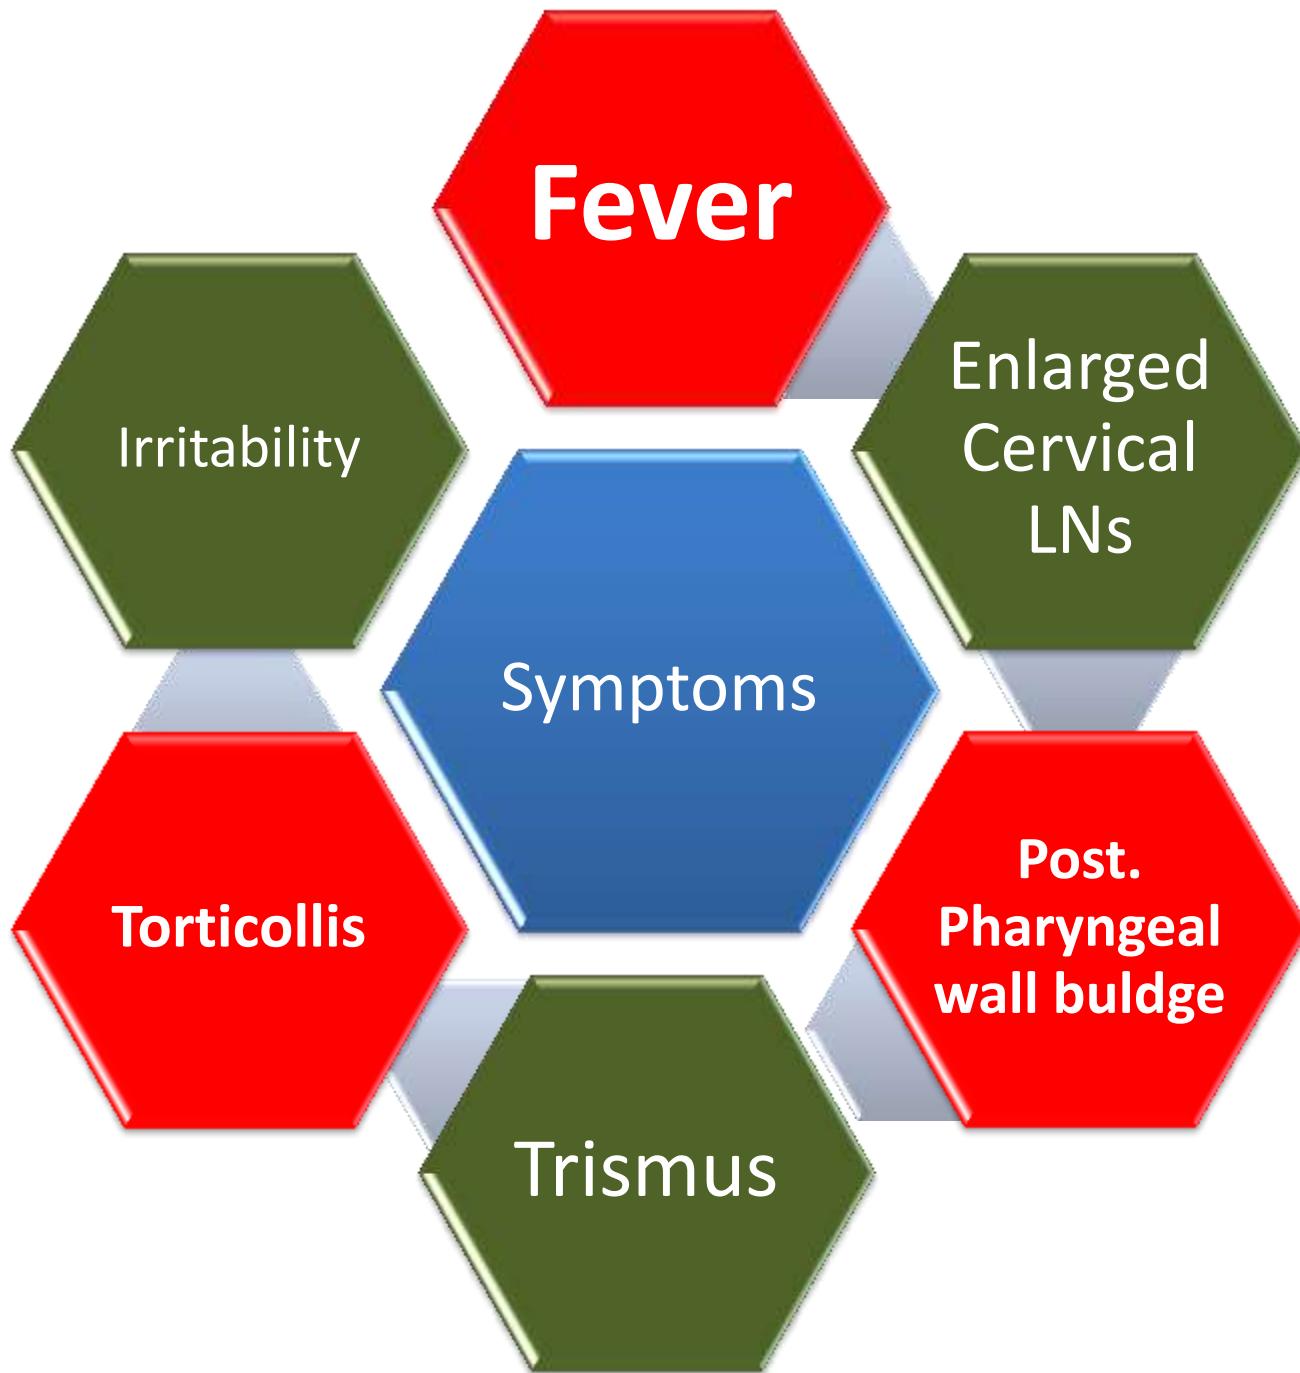 Fever
Enlarged
Cervical
LNs
Irritability
Symptoms
Post.
Pharyngeal
wall buldge
Torticollis
Trismus